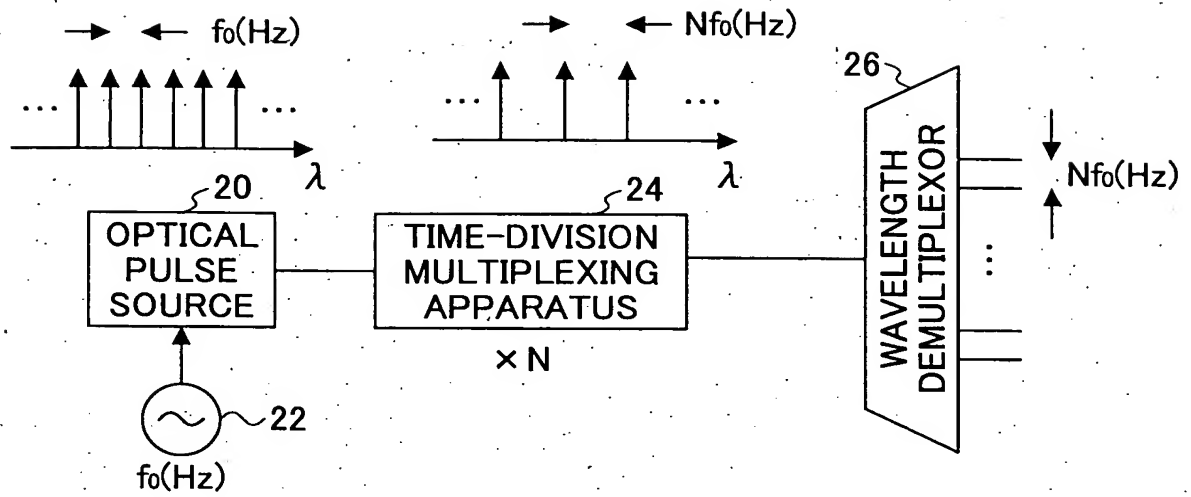 f₀(Hz)
Nf₀(Hz)
... ...
... ...
λ
λ
20
OPTICAL
PULSE
SOURCE
24
TIME-DIVISION
MULTIPLEXING
APPARATUS
×N
22
f₀(Hz)
26
WAVELENGTH
DEMULTIPLEXOR
Nf₀(Hz)
...